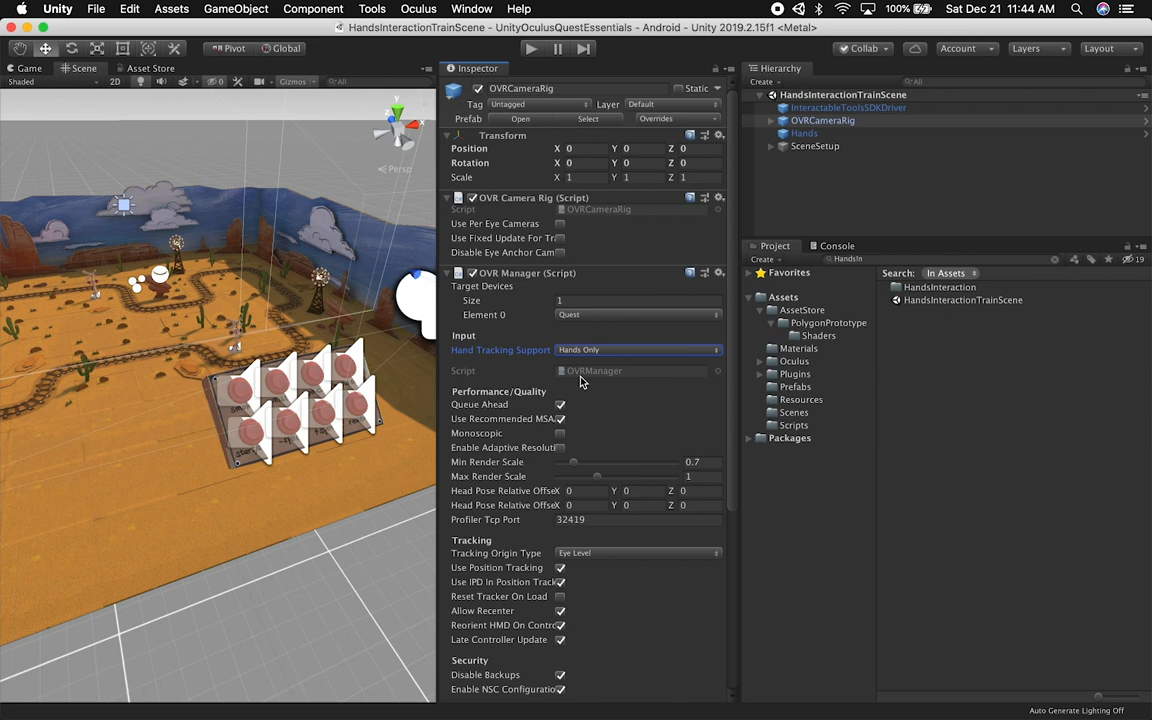 Unity File Edit Assets GameObject Component Tools Oculus Window Help 100% Sat Dec 21 11:44 AM
HandsInteractionTrainScene - UnityOculusQuestEssentials - Android - Unity 2019.2.15f1 <Metal>
Pivot Global Collab Account Layers Layout
Game Scene Asset Store
Shaded 2D 0 Gizmos All
y
x
z
Persp
Inspector
OVRCameraRig Static
Tag Untagged Layer Default
Prefab Open Select Overrides
Transform
Position X 0 Y 0 Z 0
Rotation X 0 Y 0 Z 0
Scale X 1 Y 1 Z 1
OVR Camera Rig (Script)
Script OVRCameraRig
Use Per Eye Cameras
Use Fixed Update For Tr
Disable Eye Anchor Cam
OVR Manager (Script)
Target Devices
Size 1
Element 0 Quest
Input
Hand Tracking Support Hands Only
Script OVRManager
Performance/Quality
Queue Ahead
Use Recommended MSA
Monoscopic
Enable Adaptive Resoluti
Min Render Scale 0.7
Max Render Scale 1
Head Pose Relative Offse X 0 Y 0 Z 0
Head Pose Relative Offse X 0 Y 0 Z 0
Profiler Tcp Port 32419
Tracking
Tracking Origin Type Eye Level
Use Position Tracking
Use IPD In Position Track
Reset Tracker On Load
Allow Recenter
Reorient HMD On Contro
Late Controller Update
Security
Disable Backups
Enable NSC Configuratio
Hierarchy
Create All
HandsInteractionTrainScene
InteractableToolsSDKDriver
OVRCameraRig
Hands
SceneSetup
Project Console
Create HandsIn 19
Favorites
Assets
AssetStore
PolygonPrototype
Shaders
Materials
Oculus
Plugins
Prefabs
Resources
Scenes
Scripts
Packages
Search: In Assets
HandsInteraction
HandsInteractionTrainScene
Auto Generate Lighting Off